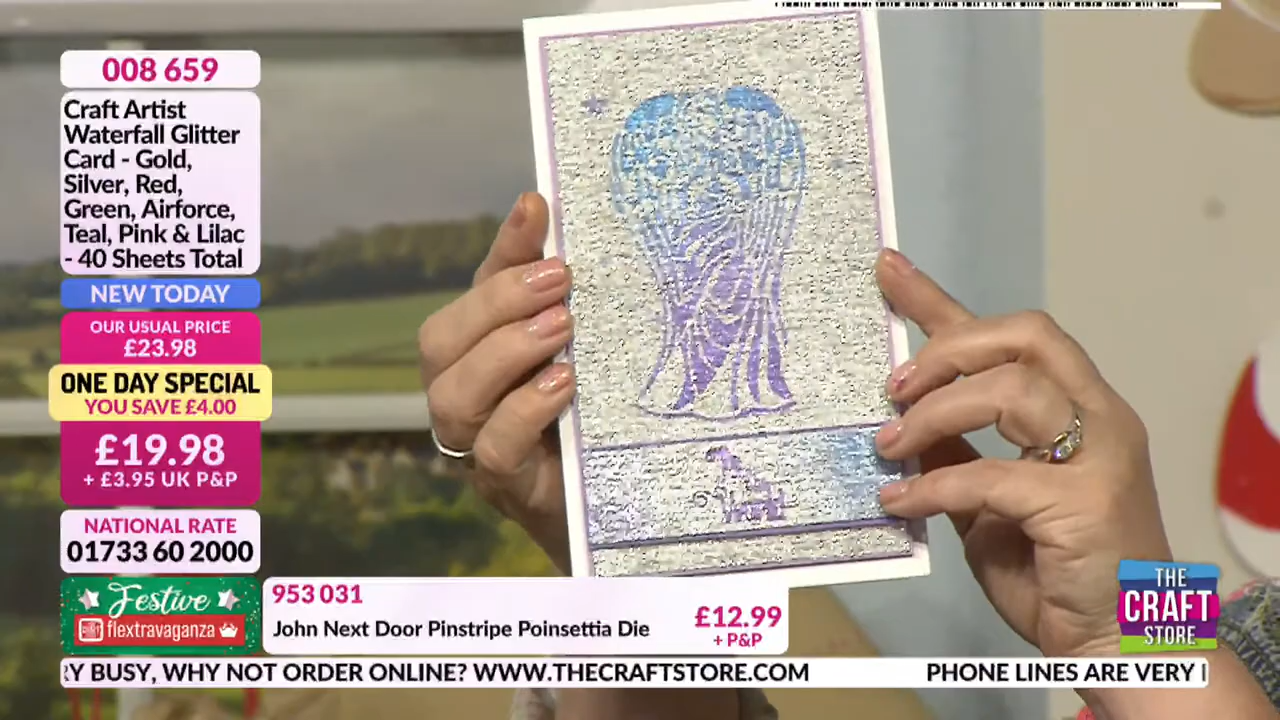 008 659
Craft Artist
Waterfall Glitter
Card - Gold,
Silver, Red,
Green, Airforce,
Teal, Pink & Lilac
- 40 Sheets Total
NEW TODAY
OUR USUAL PRICE
£23.98
ONE DAY SPECIAL
YOU SAVE £4.00
£19.98
+ £3.95 UK P&P
NATIONAL RATE
01733 60 2000
Festive
flextravaganza
953 031
John Next Door Pinstripe Poinsettia Die
£12.99
+ P&P
THE
CRAFT
STORE
RY BUSY, WHY NOT ORDER ONLINE? WWW.THECRAFTSTORE.COM
PHONE LINES ARE VERY